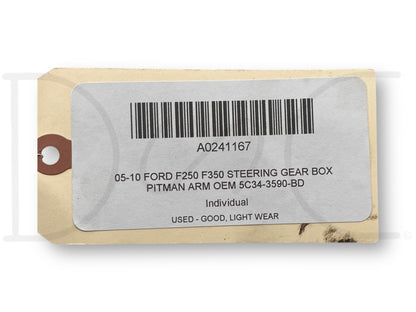 A0241167
05-10 FORD F250 F350 STEERING GEAR BOX
PITMAN ARM OEM 5C34-3590-BD
Individual
USED - GOOD, LIGHT WEAR